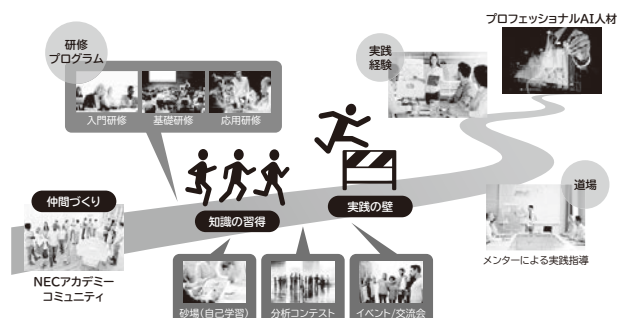 プロフェッショナルAI人材
研修
プログラム
入門研修
基礎研修
応用研修
実践
経験
道場
メンターによる実践指導
仲間づくり
NECアカデミー
コミュニティ
知識の習得
実践の壁
砂場(自己学習)
分析コンテスト
イベント/交流会